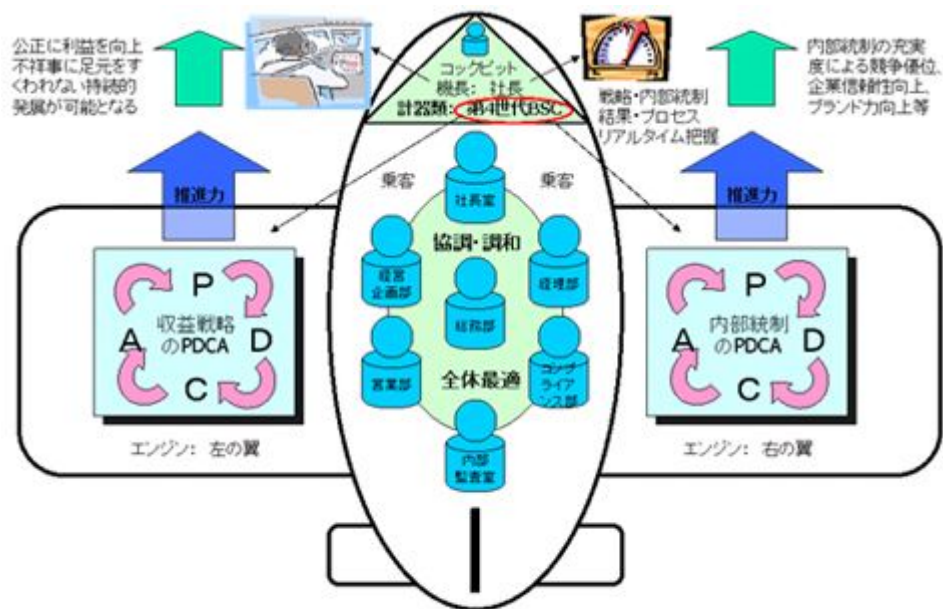 公正に利益を向上
不祥事に足元をす
くわれない持続的
発展が可能となる
コックピット
機長： 社長
計器類： 第4世代BSC
戦略・内部統制
結果・プロセス
リアルタイム把握
内部統制の充実
度による競争優位、
企業信頼性向上、
ブランド力向上等
推進力
推進力
乗客
乗客
社長室
協調・調和
経営
企画部
経理部
総務部
営業部
コンプ
ライア
ンス部
全体最適
内部
監査室
P
A
収益戦略
のPDCA
D
C
エンジン： 左の翼
P
A
内部統制
のPDCA
D
C
エンジン： 右の翼